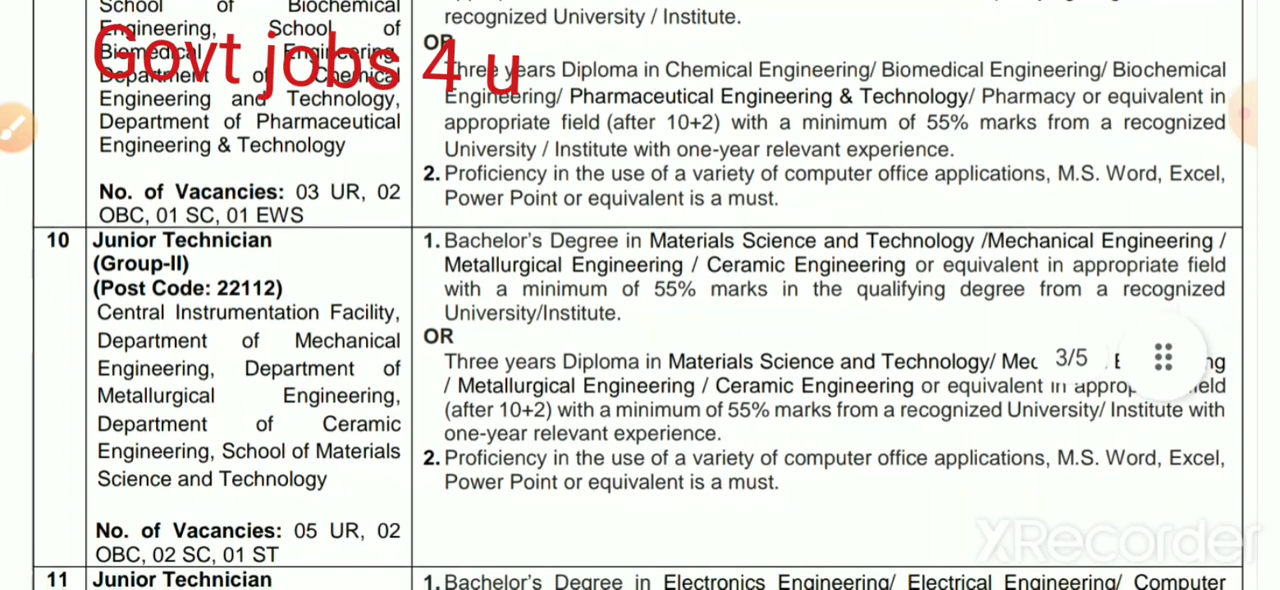 School of Biochemical
Engineering, School of
Biomedical Engineering,
Department of Chemical
Engineering and Technology,
Department of Pharmaceutical
Engineering & Technology
No. of Vacancies: 03 UR, 02
OBC, 01 SC, 01 EWS
recognized University / Institute.
OR
Three years Diploma in Chemical Engineering/ Biomedical Engineering/ Biochemical
Engineering/ Pharmaceutical Engineering & Technology/ Pharmacy or equivalent in
appropriate field (after 10+2) with a minimum of 55% marks from a recognized
University / Institute with one-year relevant experience.
2. Proficiency in the use of a variety of computer office applications, M.S. Word, Excel,
Power Point or equivalent is a must.
Govt jobs 4 u
10
Junior Technician
(Group-II)
(Post Code: 22112)
Central Instrumentation Facility,
Department of Mechanical
Engineering, Department of
Metallurgical Engineering,
Department of Ceramic
Engineering, School of Materials
Science and Technology
No. of Vacancies: 05 UR, 02
OBC, 02 SC, 01 ST
1. Bachelor's Degree in Materials Science and Technology /Mechanical Engineering /
Metallurgical Engineering / Ceramic Engineering or equivalent in appropriate field
with a minimum of 55% marks in the qualifying degree from a recognized
University/Institute.
OR
Three years Diploma in Materials Science and Technology/
/ Metallurgical Engineering / Ceramic Engineering or equivalent in
(after 10+2) with a minimum of 55% marks from a recognized University/ Institute with
one-year relevant experience.
2. Proficiency in the use of a variety of computer office applications, M.S. Word, Excel,
Power Point or equivalent is a must.
3/5
XRecorder
11
Junior Technician
1. Bachelor's Degree in Electronics Engineering/ Electrical Engineering/ Computer